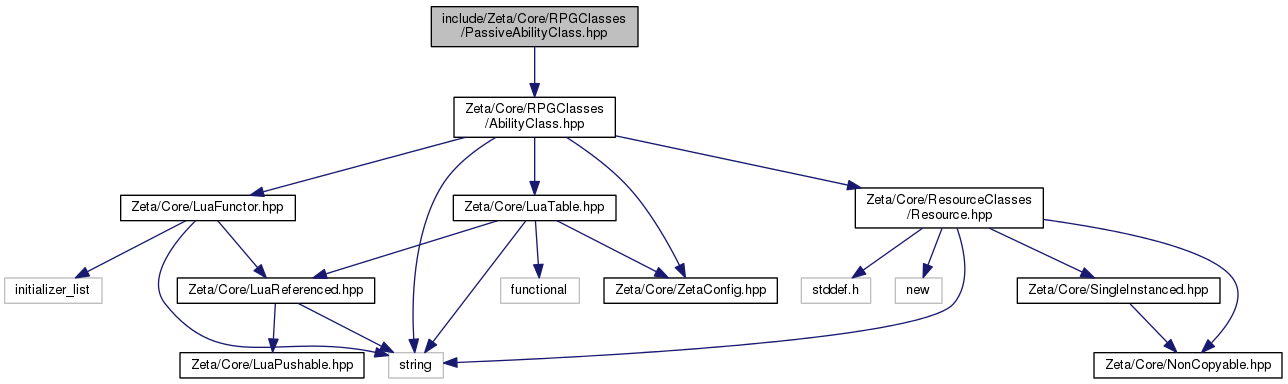 include/Zeta/Core/RPGClasses
/PassiveAbilityClass.hpp
Zeta/Core/RPGClasses
/AbilityClass.hpp
Zeta/Core/LuaFunctor.hpp
Zeta/Core/LuaTable.hpp
Zeta/Core/ResourceClasses
/Resource.hpp
initializer_list
Zeta/Core/LuaReferenced.hpp
functional
Zeta/Core/ZetaConfig.hpp
stddef.h
new
Zeta/Core/SingleInstanced.hpp
Zeta/Core/LuaPushable.hpp
string
Zeta/Core/NonCopyable.hpp